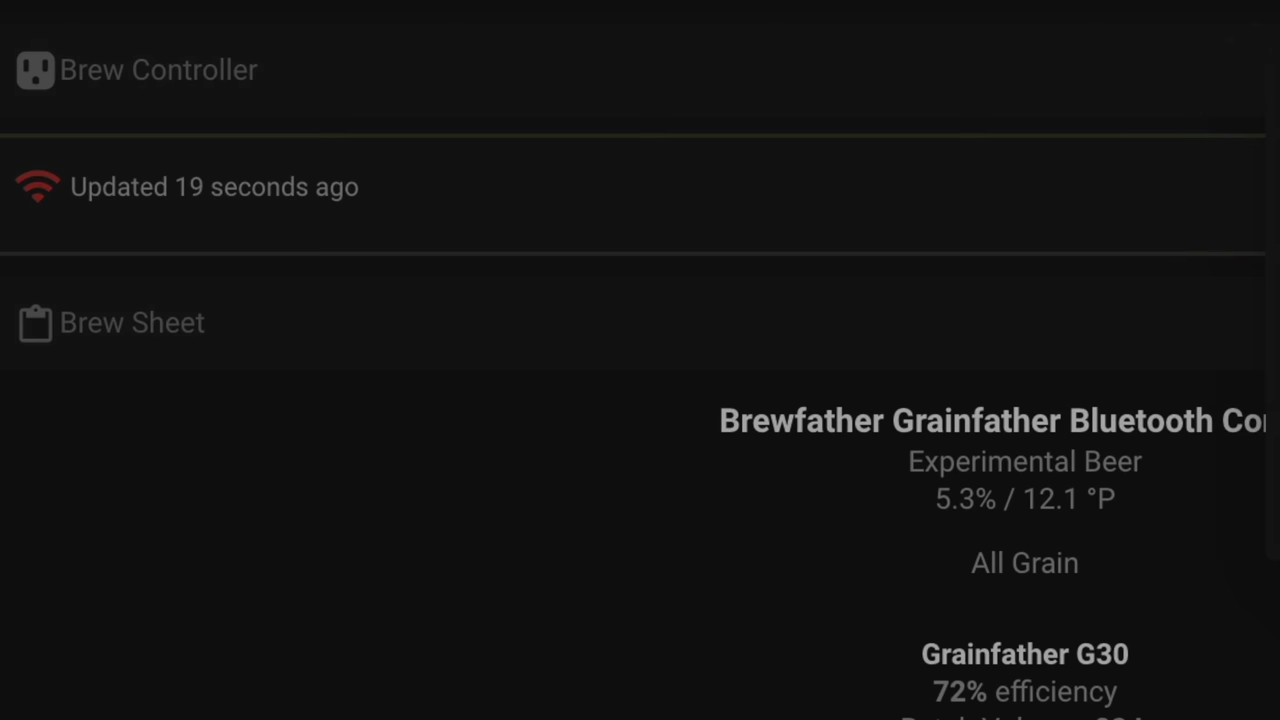 Brew Controller
Updated 19 seconds ago
Brew Sheet
Brewfather Grainfather Bluetooth
Experimental Beer
5.3% / 12.1 °P
All Grain
Grainfather G30
72% efficiency